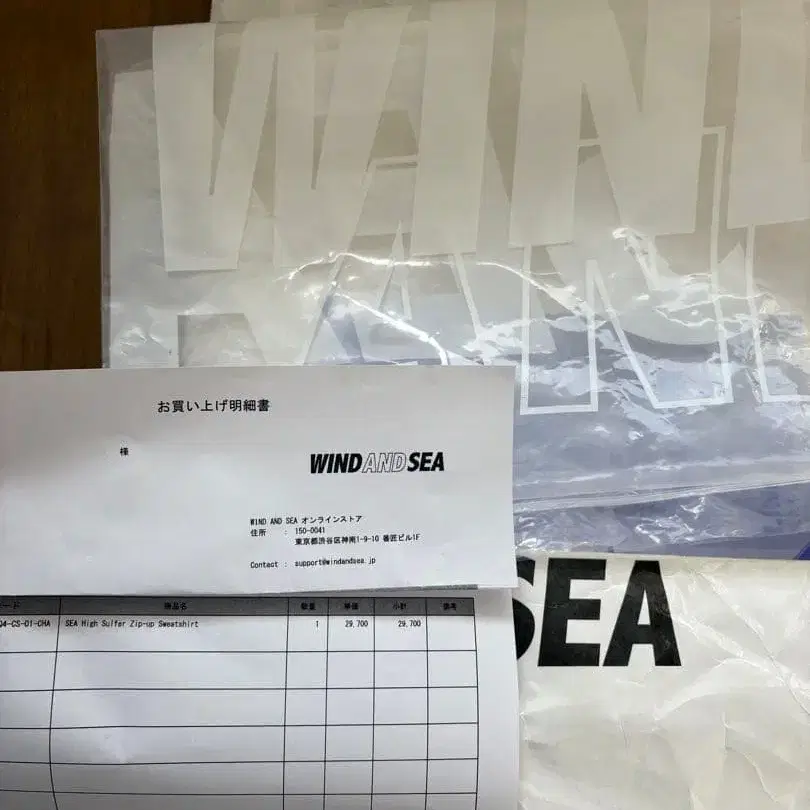 WIND
AND
お買い上げ明細書
様
WIND AND SEA
WIND AND SEA オンラインストア
住所 : 150-0041
東京都渋谷区神南1-9-10 番匠ビル1F
Contact : support@windandsea.jp
SEA
ード 商品名 数量 単価 小計 備考
Q4-CS-01-CHA SEA High Sulfer Zip-up Sweatshirt 1 29,700 29,700